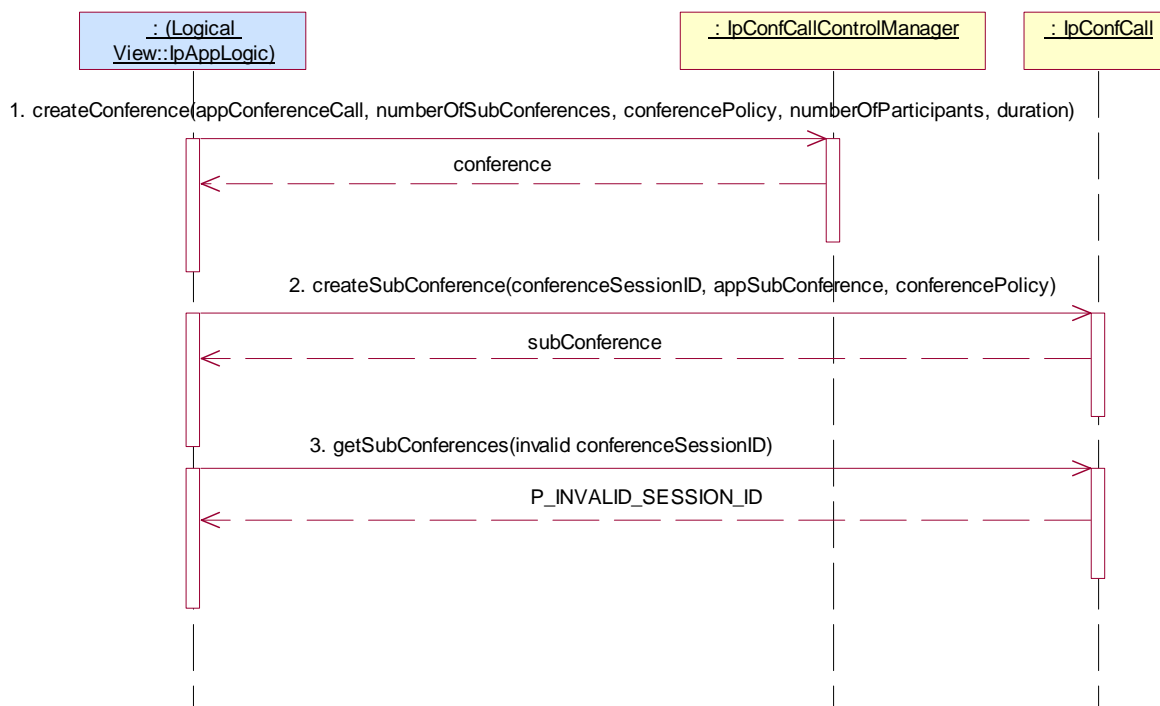 : (Logical
View::IpAppLogic)
: IpConfCallControlManager
: IpConfCall
1. createConference(appConferenceCall, numberOfSubConferences, conferencePolicy, numberOfParticipants, duration)
conference
2. createSubConference(conferenceSessionID, appSubConference, conferencePolicy)
subConference
3. getSubConferences(invalid conferenceSessionID)
P_INVALID_SESSION_ID